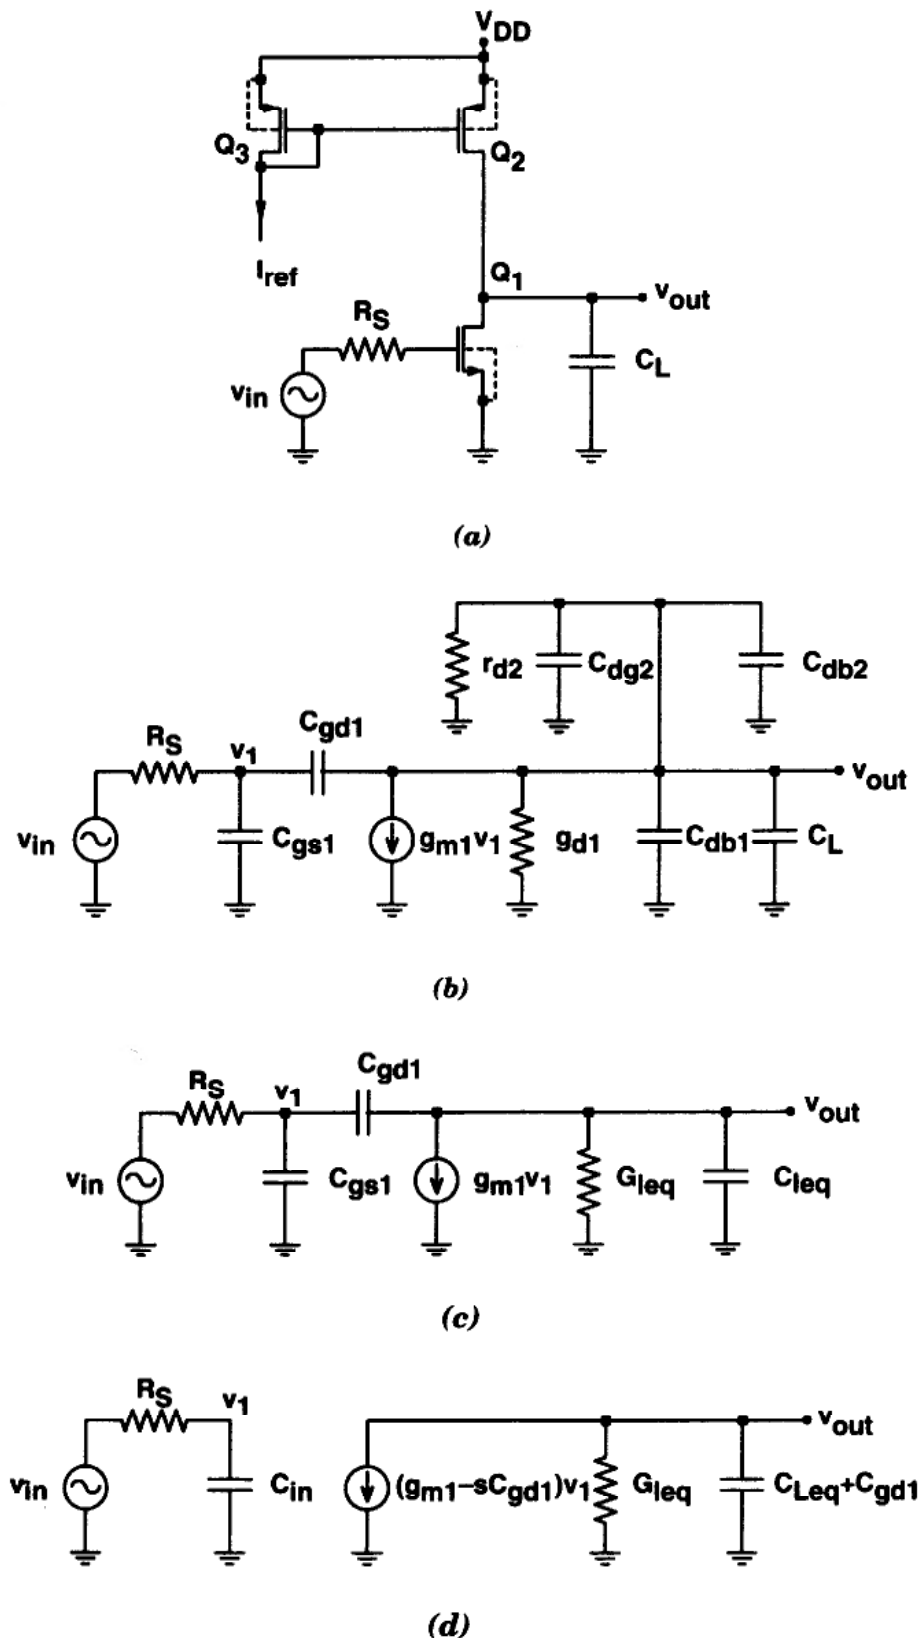 VDD
Q3
Q2
Iref
Q1
vout
RS
CL
vin
(a)
rd2
Cdg2
Cdb2
Cgd1
RS
v1
vout
vin
Cgs1
gm1v1
gd1
Cdb1
CL
(b)
Cgd1
RS
v1
vout
vin
Cgs1
gm1v1
Gleq
Cleq
(c)
RS
v1
vout
vin
Cin
(gm1-sCgd1)v1
Gleq
CLeq+Cgd1
(d)